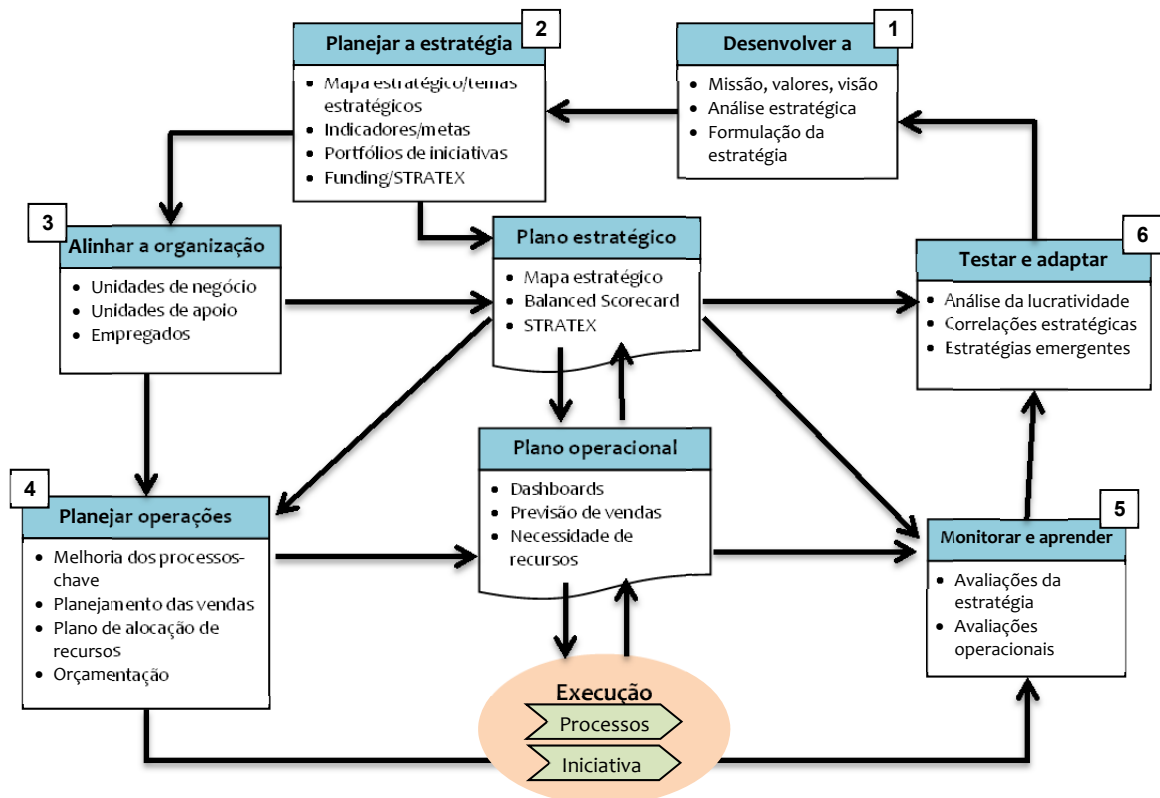 1
Desenvolver a
• Missão, valores, visão
• Análise estratégica
• Formulação da
estratégia
2
Planejar a estratégia
• Mapa estratégico/temas
estratégicos
• Indicadores/metas
• Portfólios de iniciativas
• Funding/STRATEX
3
Alinhar a organização
• Unidades de negócio
• Unidades de apoio
• Empregados
Plano estratégico
• Mapa estratégico
• Balanced Scorecard
• STRATEX
6
Testar e adaptar
• Análise da lucratividade
• Correlações estratégicas
• Estratégias emergentes
4
Planejar operações
• Melhoria dos processos-
chave
• Planejamento das vendas
• Plano de alocação de
recursos
• Orçamentação
Plano operacional
• Dashboards
• Previsão de vendas
• Necessidade de
recursos
5
Monitorar e aprender
• Avaliações da
estratégia
• Avaliações
operacionais
Execução
Processos
Iniciativa